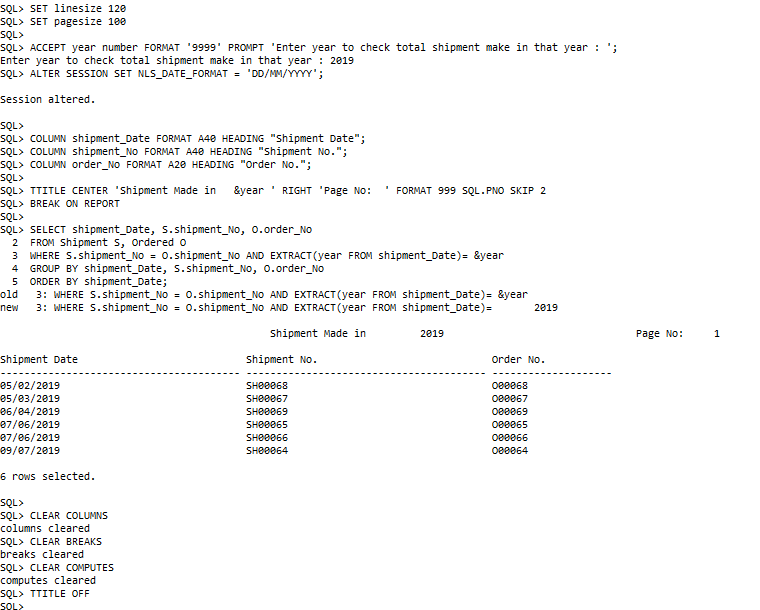 SQL> SET linesize 120
SQL> SET pagesize 100
SQL>
SQL> ACCEPT year number FORMAT '9999' PROMPT 'Enter year to check total shipment make in that year : ';
Enter year to check total shipment make in that year : 2019
SQL> ALTER SESSION SET NLS_DATE_FORMAT = 'DD/MM/YYYY';
Session altered.
SQL>
SQL> COLUMN shipment_Date FORMAT A40 HEADING "Shipment Date";
SQL> COLUMN shipment_No FORMAT A40 HEADING "Shipment No.";
SQL> COLUMN order_No FORMAT A20 HEADING "Order No.";
SQL>
SQL> TTITLE CENTER 'Shipment Made in   &year ' RIGHT 'Page No:  ' FORMAT 999 SQL.PNO SKIP 2
SQL> BREAK ON REPORT
SQL>
SQL> SELECT shipment_Date, S.shipment_No, O.order_No
  2  FROM Shipment S, Ordered O
  3  WHERE S.shipment_No = O.shipment_No AND EXTRACT(year FROM shipment_Date)= &year
  4  GROUP BY shipment_Date, S.shipment_No, O.order_No
  5  ORDER BY shipment_Date;
old   3: WHERE S.shipment_No = O.shipment_No AND EXTRACT(year FROM shipment_Date)= &year
new   3: WHERE S.shipment_No = O.shipment_No AND EXTRACT(year FROM shipment_Date)=       2019
Shipment Made in         2019                                Page No:     1
Shipment Date                            Shipment No.                             Order No.
---------------------------------------- ---------------------------------------- --------------------
05/02/2019                               SH00068                                  O00068
05/03/2019                               SH00067                                  O00067
06/04/2019                               SH00069                                  O00069
07/06/2019                               SH00065                                  O00065
07/06/2019                               SH00066                                  O00066
09/07/2019                               SH00064                                  O00064
6 rows selected.
SQL>
SQL> CLEAR COLUMNS
columns cleared
SQL> CLEAR BREAKS
breaks cleared
SQL> CLEAR COMPUTES
computes cleared
SQL> TTITLE OFF
SQL>